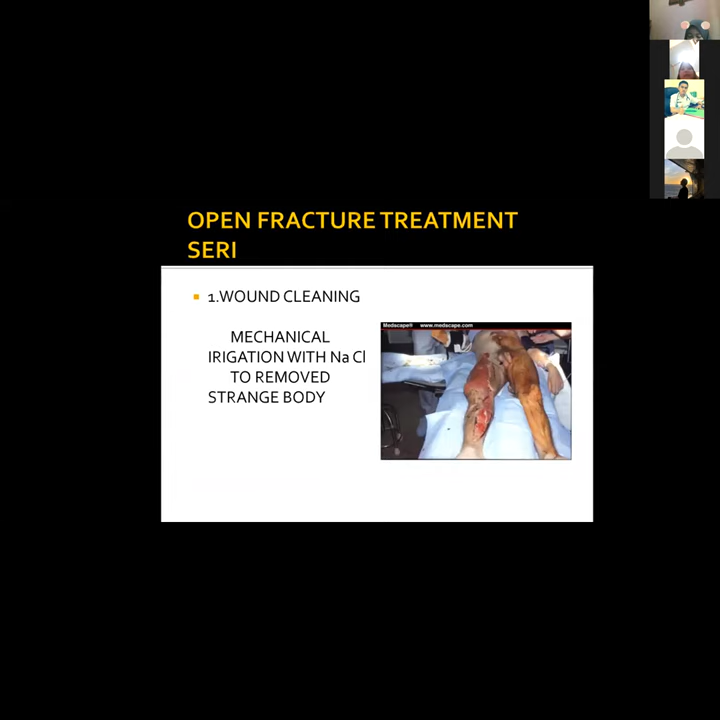 OPEN FRACTURE TREATMENT
SERI
1.WOUND CLEANING
MECHANICAL
IRIGATION WITH Na Cl
TO REMOVED
STRANGE BODY
Medscape® www.medscape.com